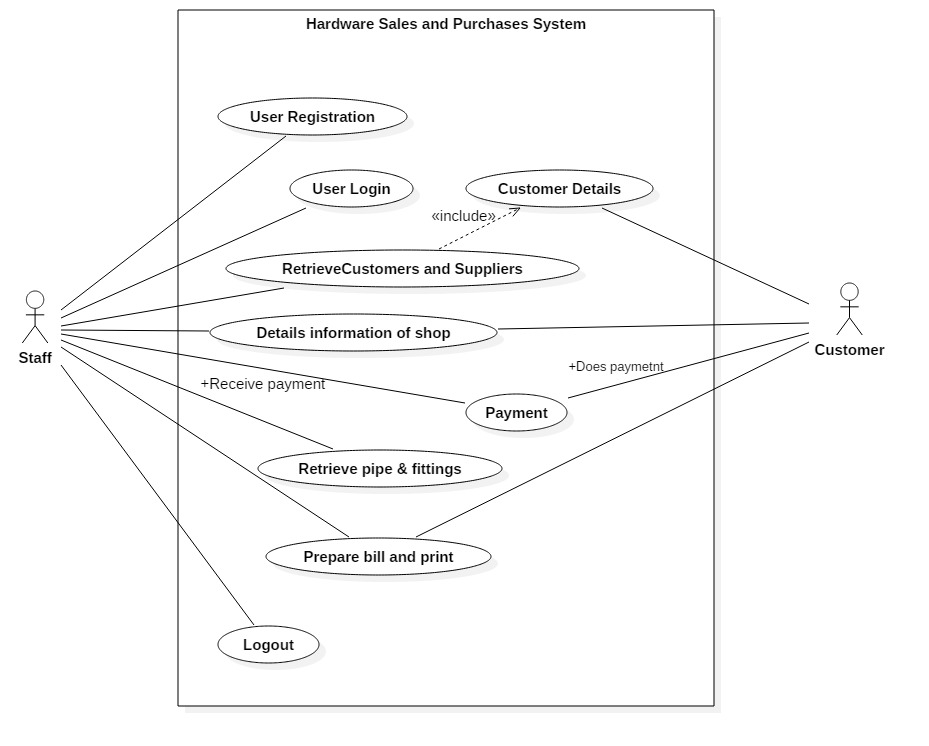 Hardware Sales and Purchases System
User Registration
User Login
Customer Details
«include»
RetrieveCustomers and Suppliers
Details information of shop
Staff
Customer
+Does paymetnt
+Receive payment
Payment
Retrieve pipe & fittings
Prepare bill and print
Logout